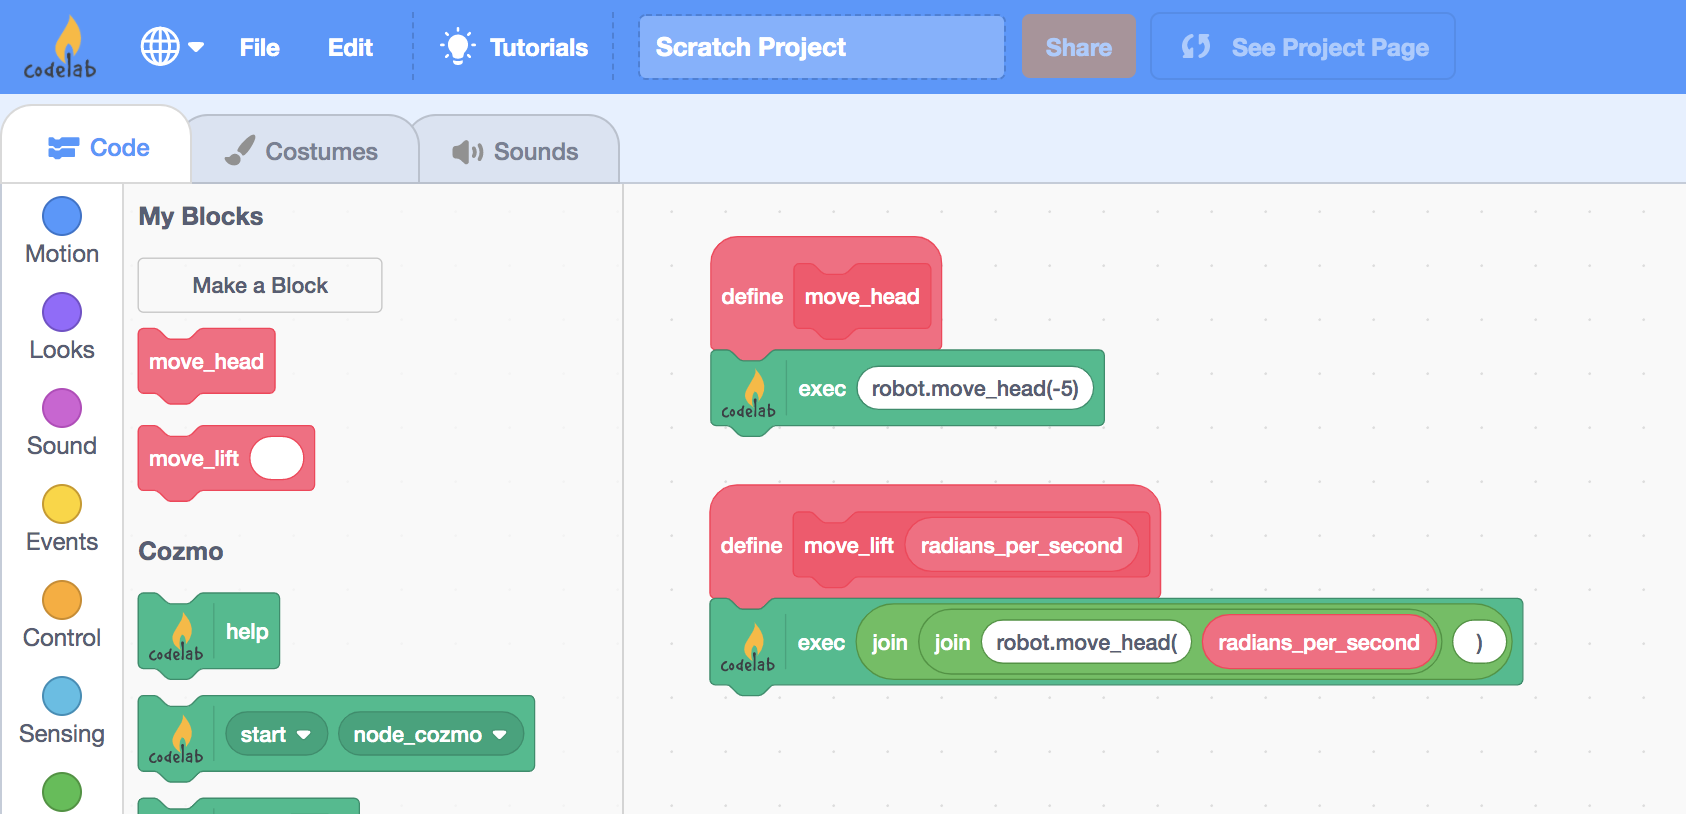 codelab
File
Edit
Tutorials
Scratch Project
Share
See Project Page
Code
Costumes
Sounds
Motion
Looks
Sound
Events
Control
Sensing
My Blocks
Make a Block
move_head
move_lift
Cozmo
codelab help
codelab start node_cozmo
define move_head
codelab exec robot.move_head(-5)
define move_lift radians_per_second
codelab exec join join robot.move_head( radians_per_second )